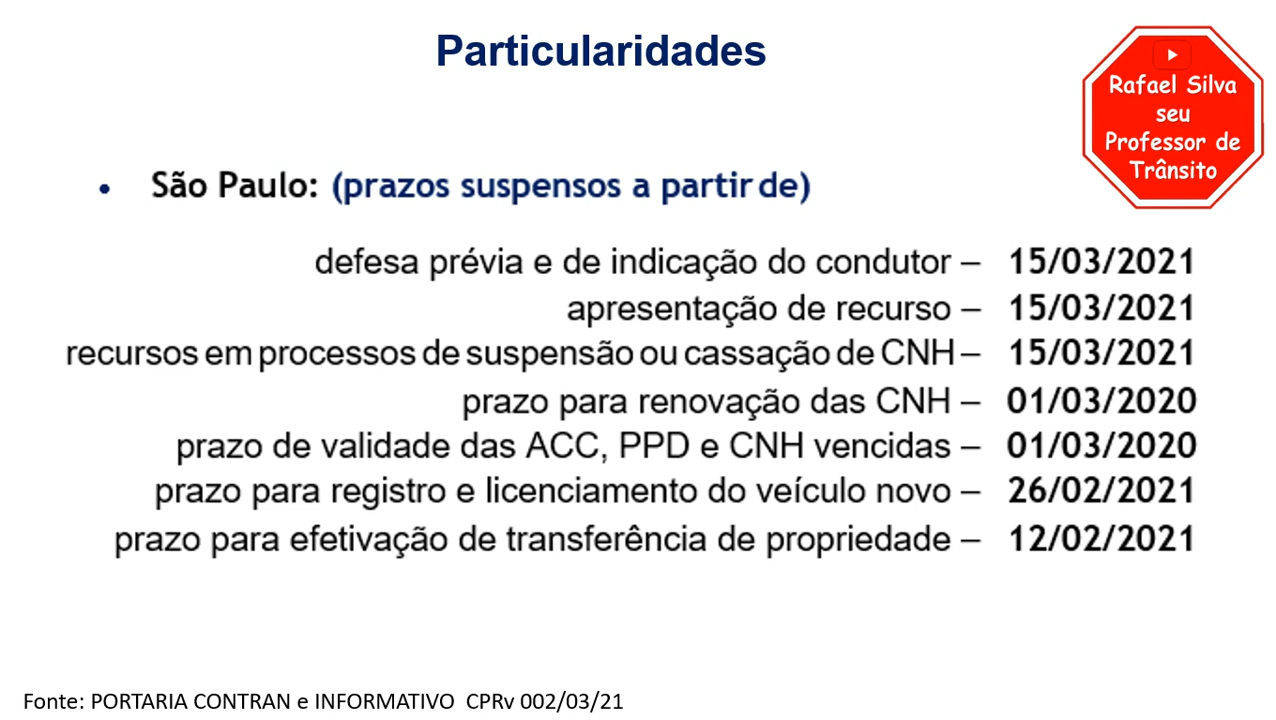 Particularidades
Rafael Silva
seu
Professor de
Trânsito
• São Paulo: (prazos suspensos a partir de)
defesa prévia e de indicação do condutor – 15/03/2021
apresentação de recurso – 15/03/2021
recursos em processos de suspensão ou cassação de CNH – 15/03/2021
prazo para renovação das CNH – 01/03/2020
prazo de validade das ACC, PPD e CNH vencidas – 01/03/2020
prazo para registro e licenciamento do veículo novo – 26/02/2021
prazo para efetivação de transferência de propriedade – 12/02/2021
Fonte: PORTARIA CONTRAN e INFORMATIVO CPRv 002/03/21